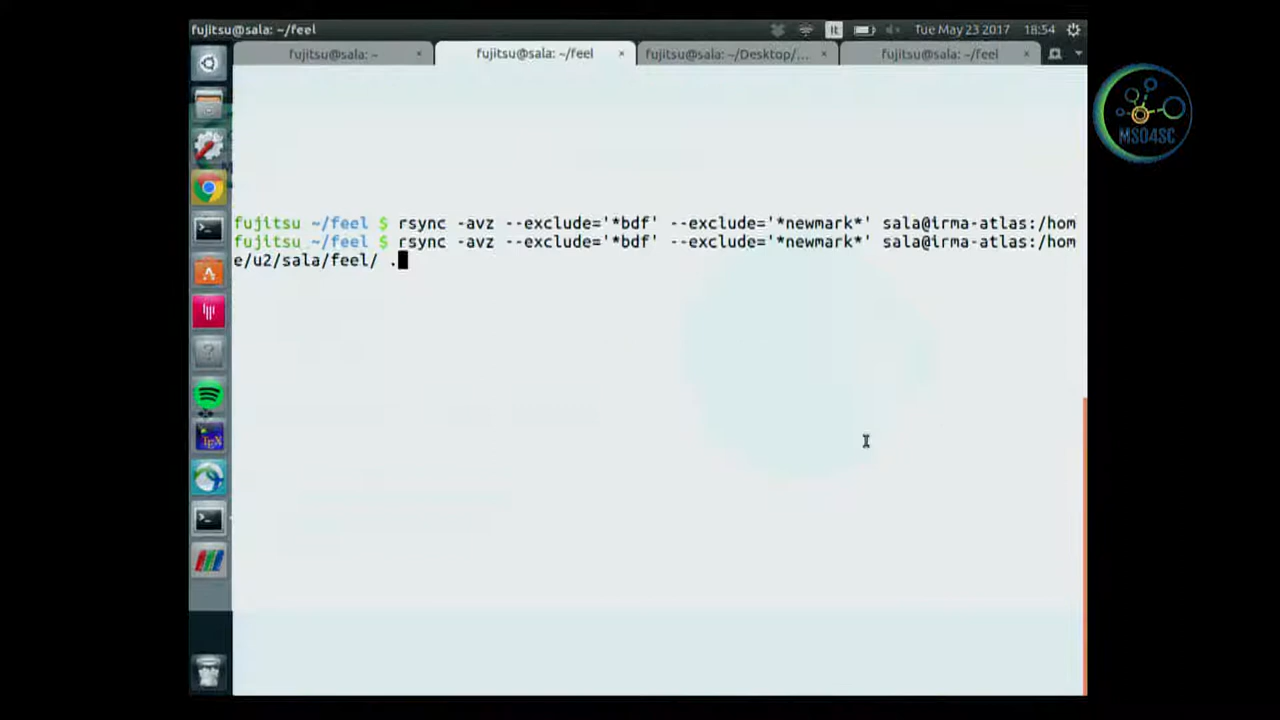 fujitsu@sala: ~/feel
It
Tue May 23 2017 18:54
fujitsu@sala: ~ ×
fujitsu@sala: ~/feel ×
fujitsu@sala: ~/Desktop/... ×
fujitsu@sala: ~/feel ×
MSO4SC
fujitsu ~/feel $ rsync -avz --exclude='*bdf' --exclude='*newmark*' sala@irma-atlas:/hom
fujitsu ~/feel $ rsync -avz --exclude='*bdf' --exclude='*newmark*' sala@irma-atlas:/hom
e/u2/sala/feel/ .